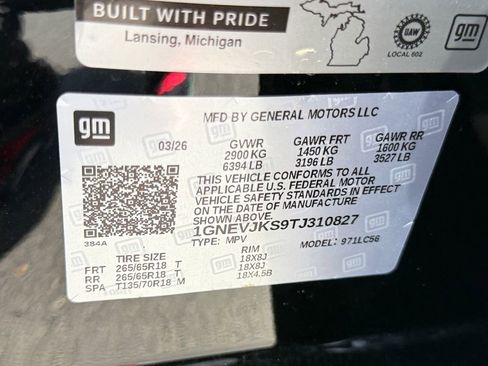 BUILT WITH PRIDE
Lansing, Michigan
UAW
LOCAL 602
gm
gm
MFD BY GENERAL MOTORS LLC
03/26
GVWR GAWR FRT GAWR RR
2900 KG 1450 KG 1600 KG
6394 LB 3196 LB 3527 LB
THIS VEHICLE CONFORMS TO ALL
APPLICABLE U.S. FEDERAL MOTOR
VEHICLE SAFETY STANDARDS IN EFFECT
ON THE DATE OF MANUFACTURE
SHOWN ABOVE.
1GNEVJKS9TJ310827
TYPE: MPV MODEL: 971LC56
384A
TIRE SIZE RIM
FRT 265/65R18 T 18X8J
RR 265/65R18 T 18X8J
SPA T135/70R18 M 18X4.5B